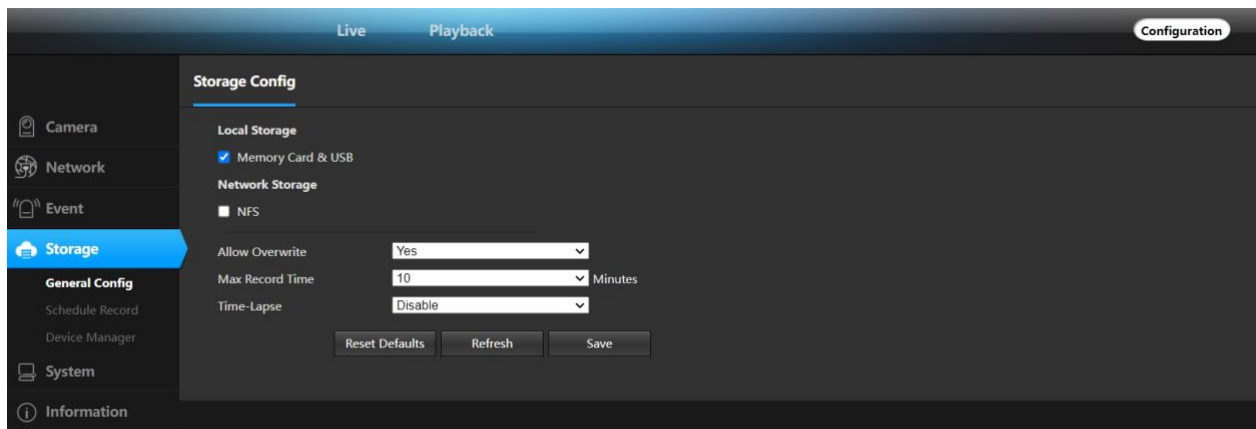 Live Playback Configuration
Storage Config
Camera
Network
Event
Storage
General Config
Schedule Record
Device Manager
System
Information
Local Storage
Memory Card & USB
Network Storage
NFS
Allow Overwrite Yes
Max Record Time 10 Minutes
Time-Lapse Disable
Reset Defaults Refresh Save